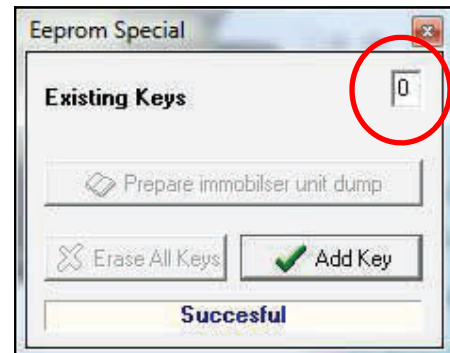 Eeprom Special
Existing Keys 0
Prepare immobilser unit dump
Erase All Keys Add Key
Succesful